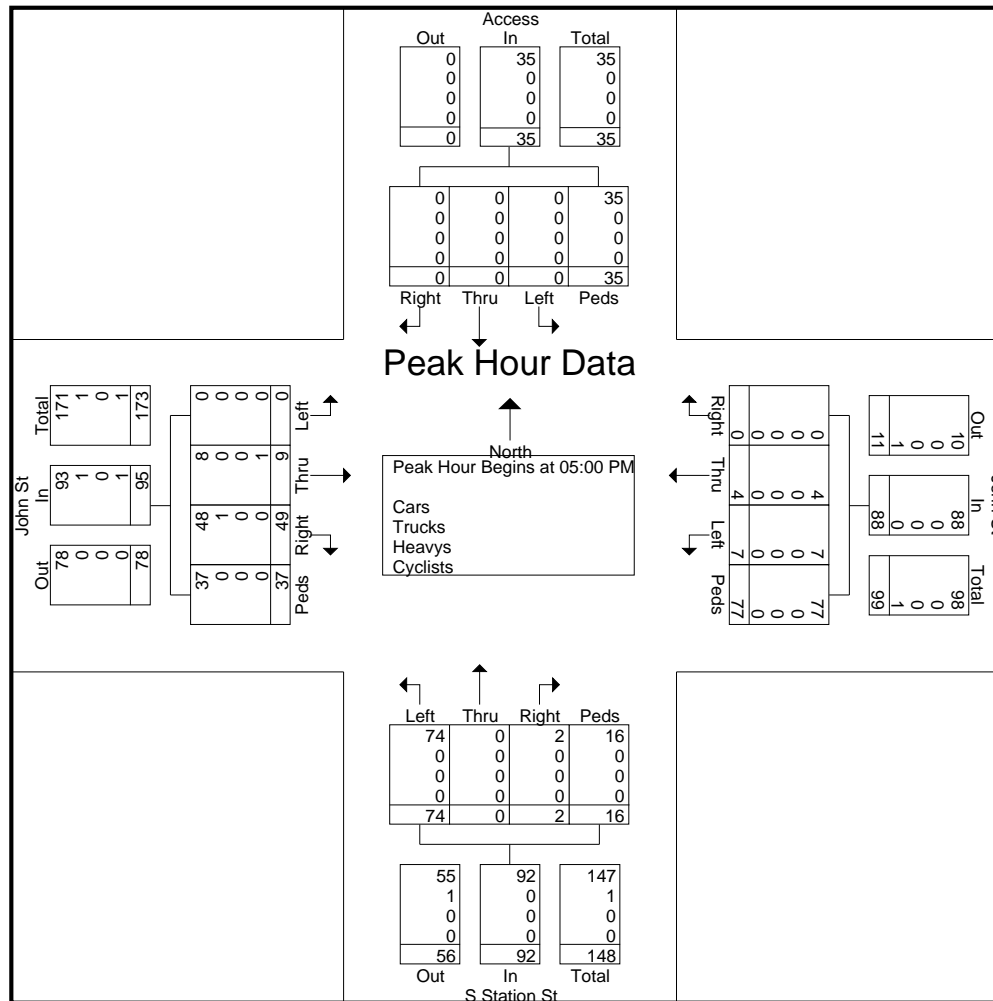 Access
Out In Total
0 35 35
0 0 0
0 0 0
0 0 0
0 35 35
0 0 0 35
0 0 0 0
0 0 0 0
0 0 0 0
0 0 0 35
Right Thru Left Peds
Peak Hour Data
North
Peak Hour Begins at 05:00 PM
Cars
Trucks
Heavys
Cyclists
John St
Total
171 1 0 1 173
In
93 1 0 1 95
Out
78 0 0 0 78
Left
0 0 0 0 0
Thru
8 0 0 1 9
Right
48 1 0 0 49
Peds
37 0 0 0 37
Right
0 0 0 0 0
Thru
4 0 0 0 4
Left
7 0 0 0 7
Peds
77 0 0 0 77
Out
10 0 0 1 11
In
88 0 0 0 88
Total
98 0 0 1 99
Left Thru Right Peds
74 0 2 16
0 0 0 0
0 0 0 0
0 0 0 0
74 0 2 16
55 92 147
1 0 1
0 0 0
0 0 0
56 92 148
Out In Total
S Station St